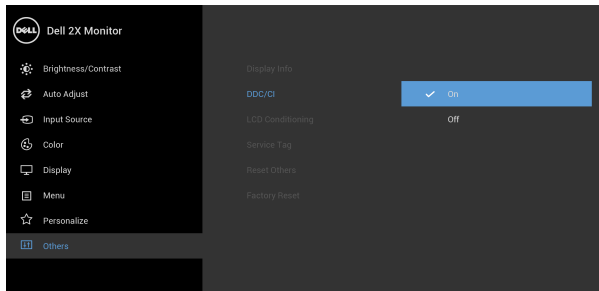 DELL Dell 2X Monitor
Brightness/Contrast
Auto Adjust
Input Source
Color
Display
Menu
Personalize
Others
Display Info
DDC/CI
LCD Conditioning
Service Tag
Reset Others
Factory Reset
On
Off